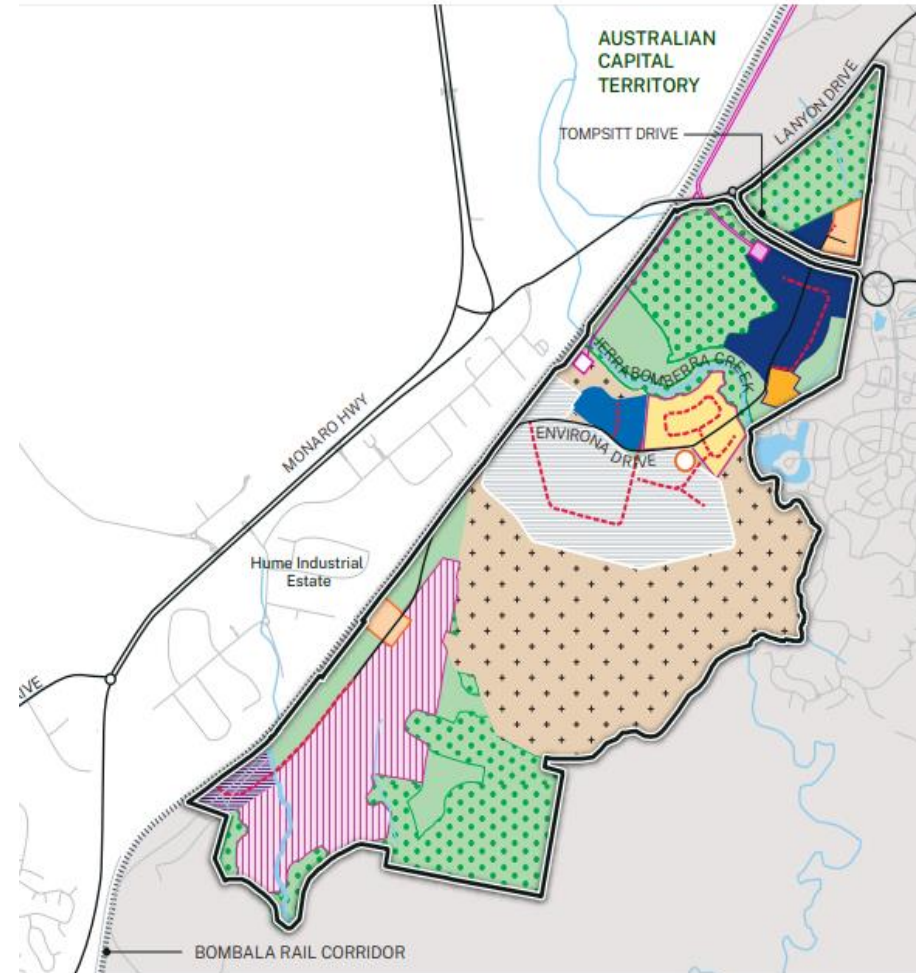 AUSTRALIAN
CAPITAL
TERRITORY
LANYON DRIVE
TOMPSITT DRIVE
JERRABOMBERRA CREEK
MONARO HWY
ENVIRONA
DRIVE
Hume Industrial
Estate
IVE
BOMBALA RAIL CORRIDOR